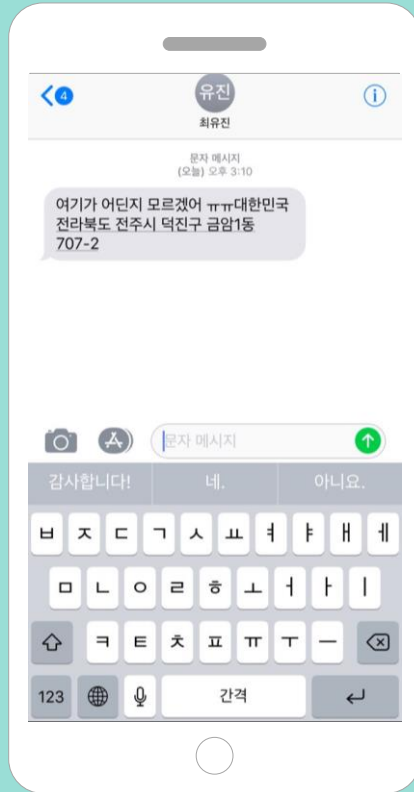 4
유진
최유진
문자 메시지
(오늘) 오후 3:10
여기가 어딘지 모르겠어 ㅠㅠ대한민국
전라북도 전주시 덕진구 금암1동
707-2
문자 메시지
감사합니다! 네. 아니요.
ㅂ ㅈ ㄷ ㄱ ㅅ ㅛ ㅕ ㅑ ㅐ ㅔ
ㅁ ㄴ ㅇ ㄹ ㅎ ㅗ ㅓ ㅏ ㅣ
ㅋ ㅌ ㅊ ㅍ ㅠ ㅜ ㅡ
123 간격